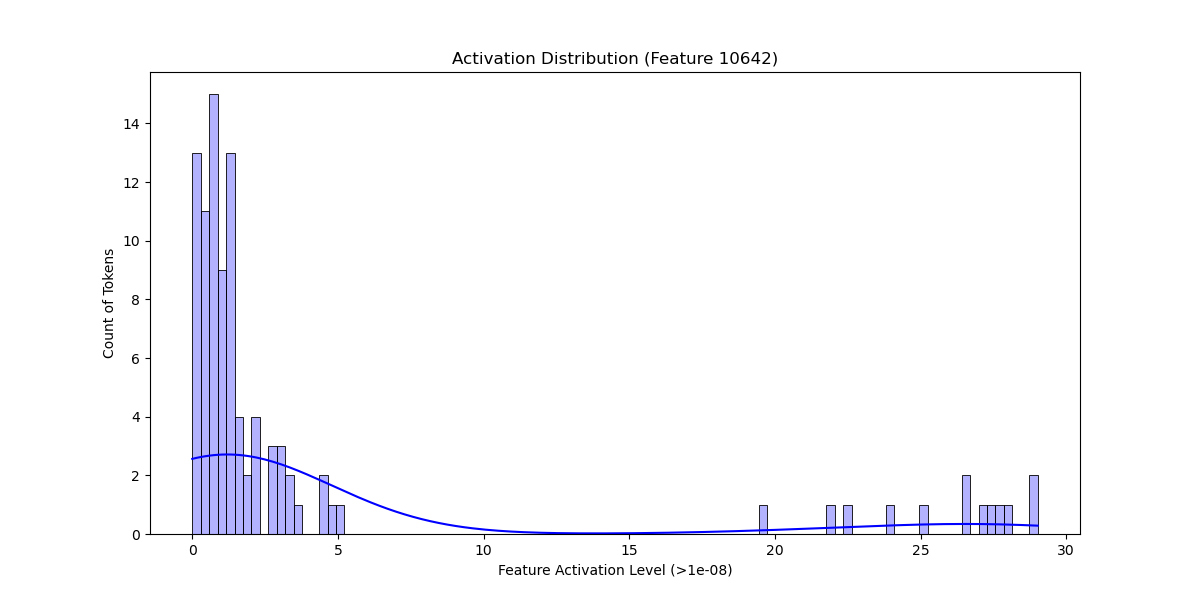 Activation Distribution (Feature 10642)
Count of Tokens
14
12
10
8
6
4
2
0
0 5 10 15 20 25 30
Feature Activation Level (>1e-08)